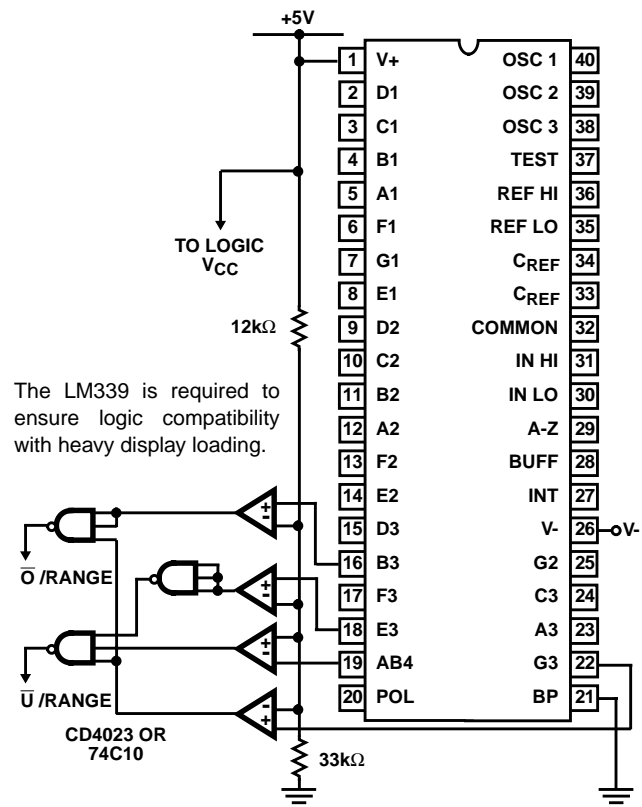 +5V
1 V+ OSC 1 40
2 D1 OSC 2 39
3 C1 OSC 3 38
4 B1 TEST 37
5 A1 REF HI 36
6 F1 REF LO 35
TO LOGIC
VCC
7 G1 CREF 34
8 E1 CREF 33
12kΩ
9 D2 COMMON 32
10 C2 IN HI 31
11 B2 IN LO 30
12 A2 A-Z 29
13 F2 BUFF 28
14 E2 INT 27
15 D3 V- 26 V-
16 B3 G2 25
17 F3 C3 24
18 E3 A3 23
19 AB4 G3 22
20 POL BP 21
The LM339 is required to
ensure logic compatibility
with heavy display loading.
+
-
O̅ /RANGE
+
-
-
+
U̅ /RANGE
-
+
CD4023 OR
74C10
33kΩ